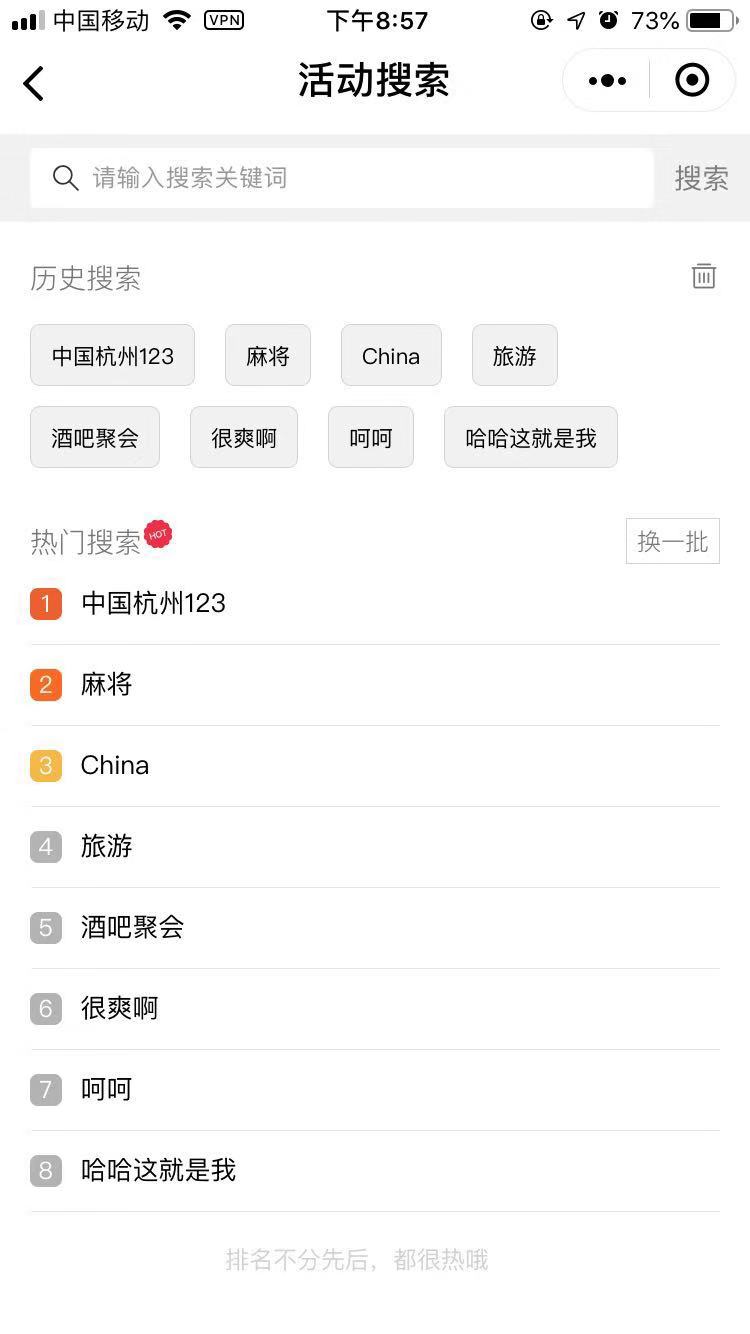 中国移动 VPN 下午8:57 73%
活动搜索
请输入搜索关键词 搜索
历史搜索
中国杭州123 麻将 China 旅游
酒吧聚会 很爽啊 呵呵 哈哈这就是我
热门搜索 HOT 换一批
1 中国杭州123
2 麻将
3 China
4 旅游
5 酒吧聚会
6 很爽啊
7 呵呵
8 哈哈这就是我
排名不分先后，都很热哦